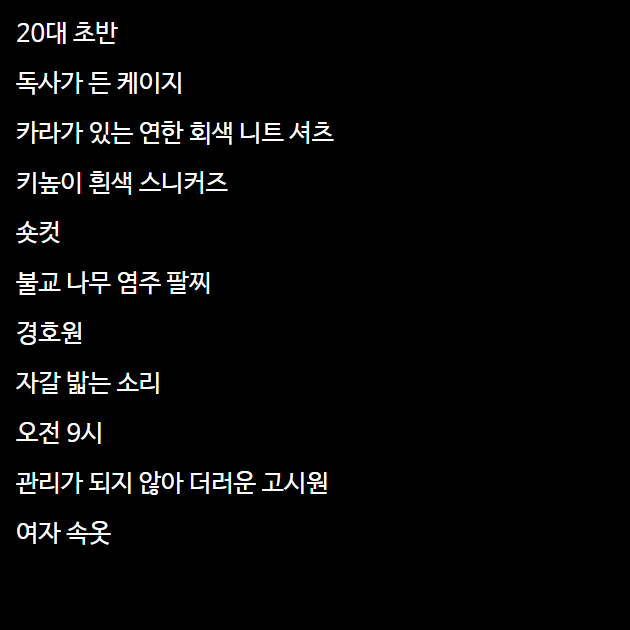 20대 초반
독사가 든 케이지
카라가 있는 연한 회색 니트 셔츠
키높이 흰색 스니커즈
숏컷
불교 나무 염주 팔찌
경호원
자갈 밟는 소리
오전 9시
관리가 되지 않아 더러운 고시원
여자 속옷